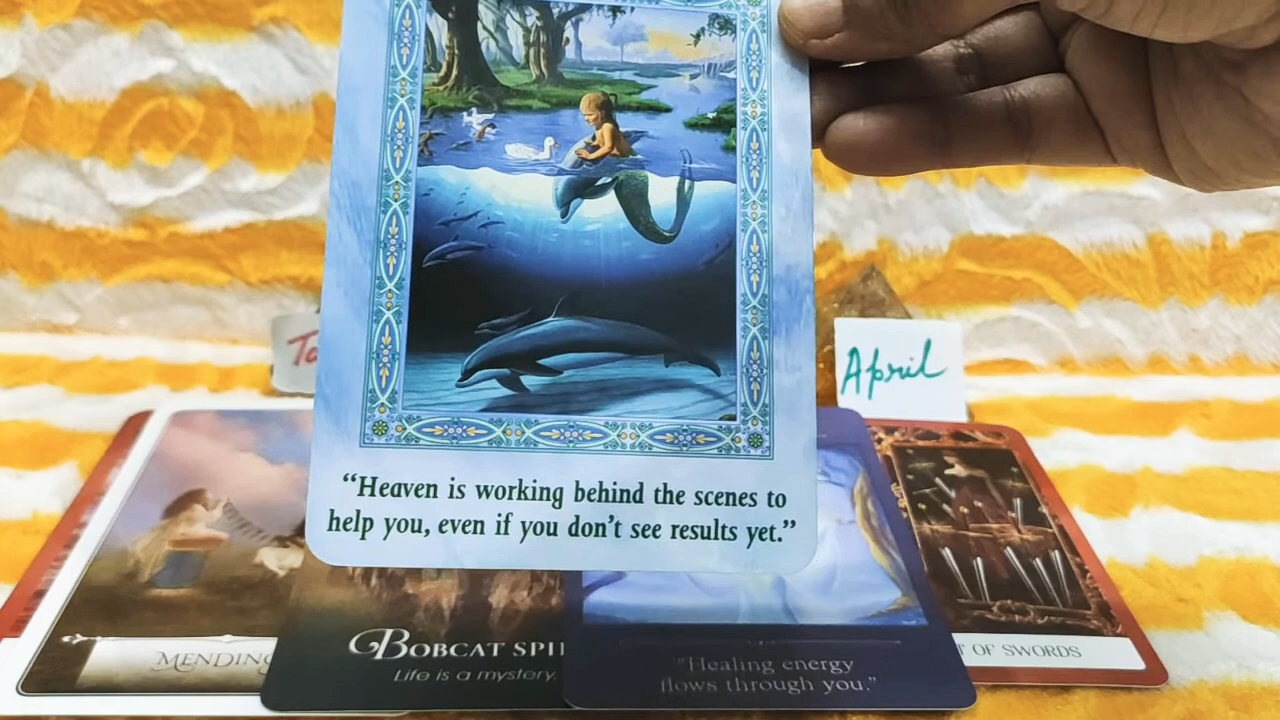 April
“Heaven is working behind the scenes to
help you, even if you don’t see results yet.”
MENDING
BOBCAT SPI
Life is a mystery.
"Healing energy
flows through you."
OF SWORDS